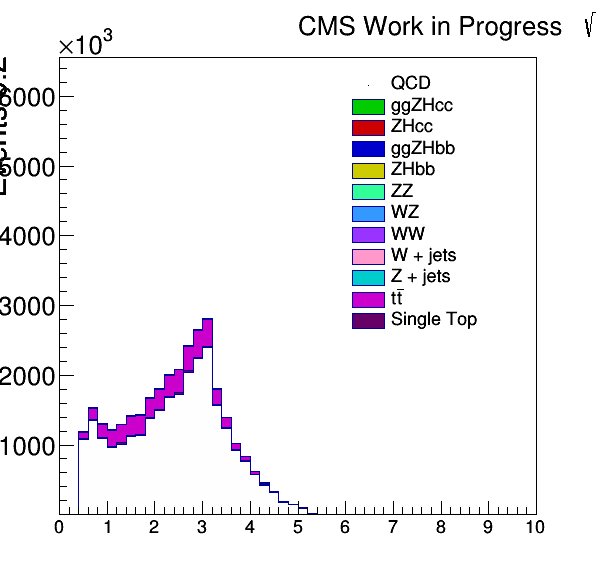 CMS Work in Progress √
×10³
6000
5000
4000
3000
2000
1000
QCD
ggZHcc
ZHcc
ggZHbb
ZHbb
ZZ
WZ
WW
W + jets
Z + jets
tt̄
Single Top
0 1 2 3 4 5 6 7 8 9 10